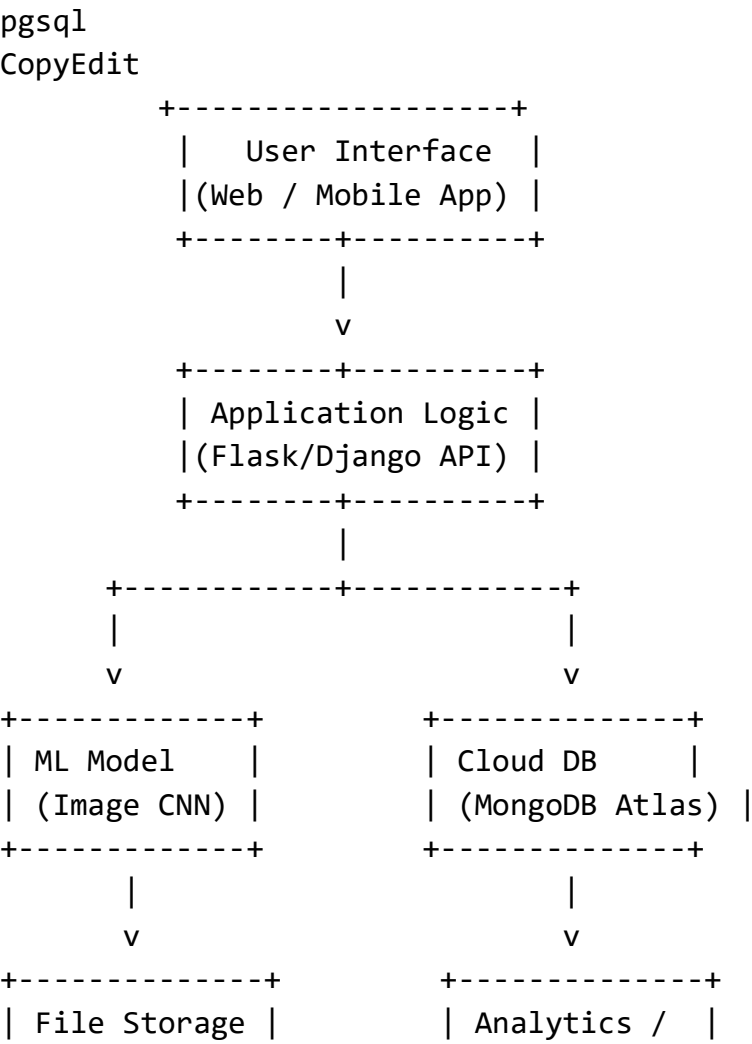 pgsql
CopyEdit
+-------------------+
|   User Interface  |
|(Web / Mobile App) |
+--------+----------+
|
v
+--------+----------+
| Application Logic |
|(Flask/Django API) |
+--------+----------+
|
+------------+------------+
|                         |
v                         v
+-------------+         +--------------+
| ML Model    |         | Cloud DB     |
| (Image CNN) |         | (MongoDB Atlas) |
+-------------+         +--------------+
|                        |
v                        v
+--------------+         +--------------+
| File Storage |         | Analytics /  |